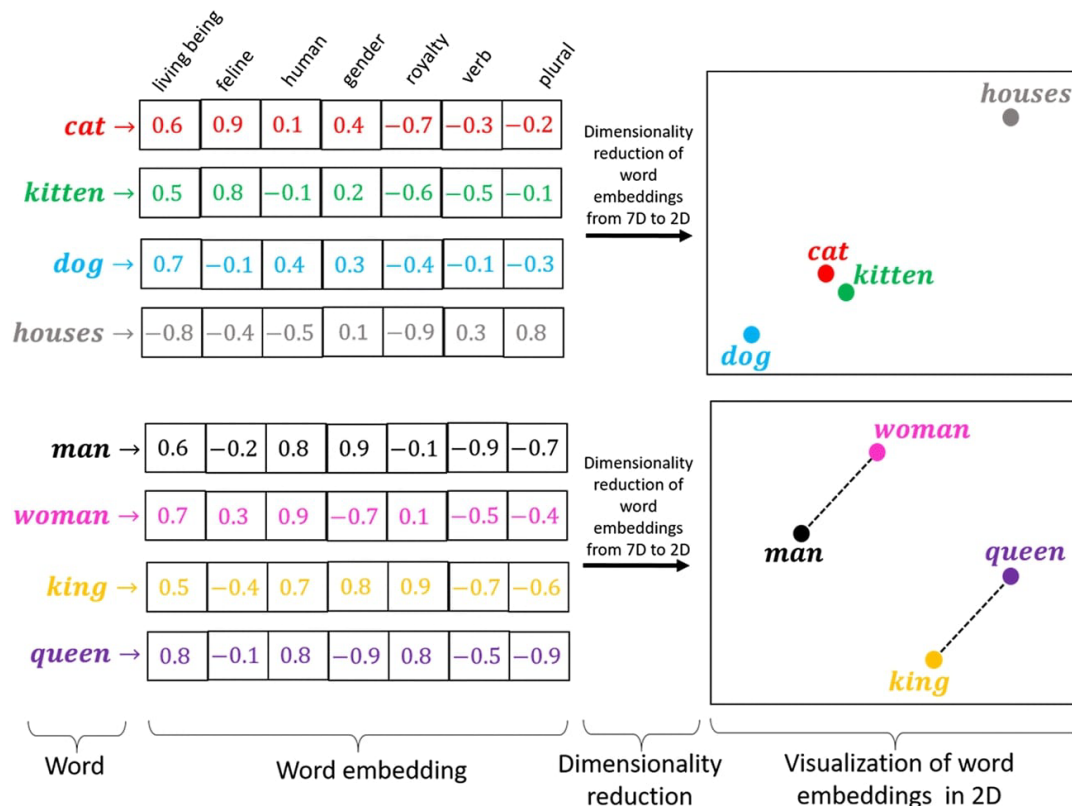 living being feline human gender royalty verb plural
cat → 0.6 0.9 0.1 0.4 −0.7 −0.3 −0.2
kitten → 0.5 0.8 −0.1 0.2 −0.6 −0.5 −0.1
dog → 0.7 −0.1 0.4 0.3 −0.4 −0.1 −0.3
houses → −0.8 −0.4 −0.5 0.1 −0.9 0.3 0.8
Dimensionality
reduction of
word
embeddings
from 7D to 2D
houses
cat
kitten
dog
man → 0.6 −0.2 0.8 0.9 −0.1 −0.9 −0.7
woman → 0.7 0.3 0.9 −0.7 0.1 −0.5 −0.4
king → 0.5 −0.4 0.7 0.8 0.9 −0.7 −0.6
queen → 0.8 −0.1 0.8 −0.9 0.8 −0.5 −0.9
Dimensionality
reduction of
word
embeddings
from 7D to 2D
woman
man
queen
king
Word
Word embedding
Dimensionality
reduction
Visualization of word
embeddings in 2D